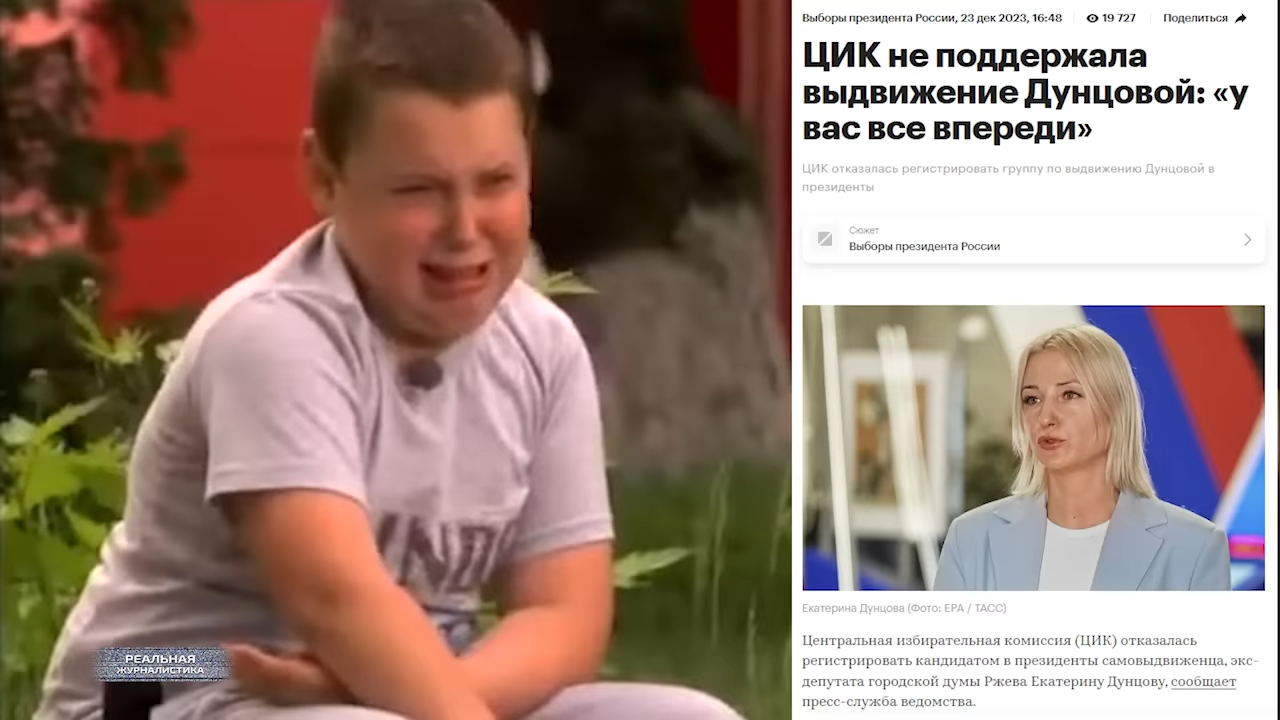 Выборы президента России, 23 дек 2023, 16:48
19 727
Поделиться
ЦИК не поддержала
выдвижение Дунцовой: «у
вас все впереди»
ЦИК отказалась регистрировать группу по выдвижению Дунцовой в
президенты
Сюжет
Выборы президента России
Екатерина Дунцова (Фото: EPA / ТАСС)
Центральная избирательная комиссия (ЦИК) отказалась
регистрировать кандидатов в президенты самовыдвиженца, экс-
депутата городской думы Ржева Екатерину Дунцову, сообщает
пресс-служба ведомства.
РЕАЛЬНАЯ
ЖУРНАЛИСТИКА